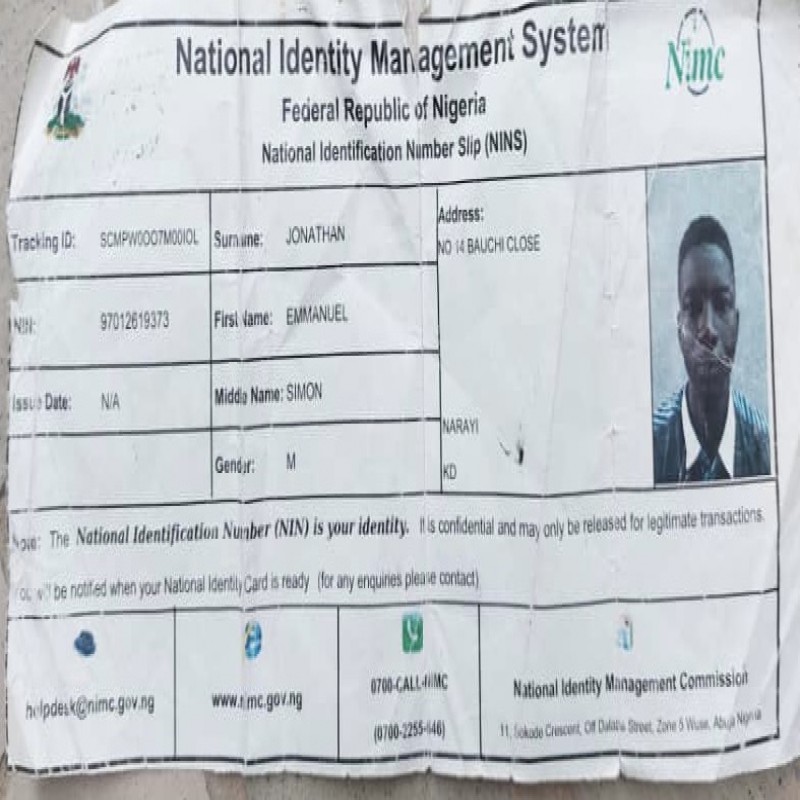 National Identity Management System
Federal Republic of Nigeria
National Identification Number Slip (NINS)
Nimc
Tracking ID: SCMPW0OO7M00IOL
Surname: JONATHAN
Address:
NO 14 BAUCHI CLOSE
NIN: 97012619373
First Name: EMMANUEL
Issue Date: N/A
Middle Name: SIMON
NARAYI
Gender: M
KD
Note: The National Identification Number (NIN) is your identity. It is confidential and may only be released for legitimate transactions.
You will be notified when your National Identity Card is ready (for any enquiries please contact)
helpdesk@nimc.gov.ng
www.nimc.gov.ng
0700-CALL-NIMC
(0700-2255-646)
National Identity Management Commission
11, Sokode Crescent, Off Dalaba Street, Zone 5 Wuse, Abuja Nigeria